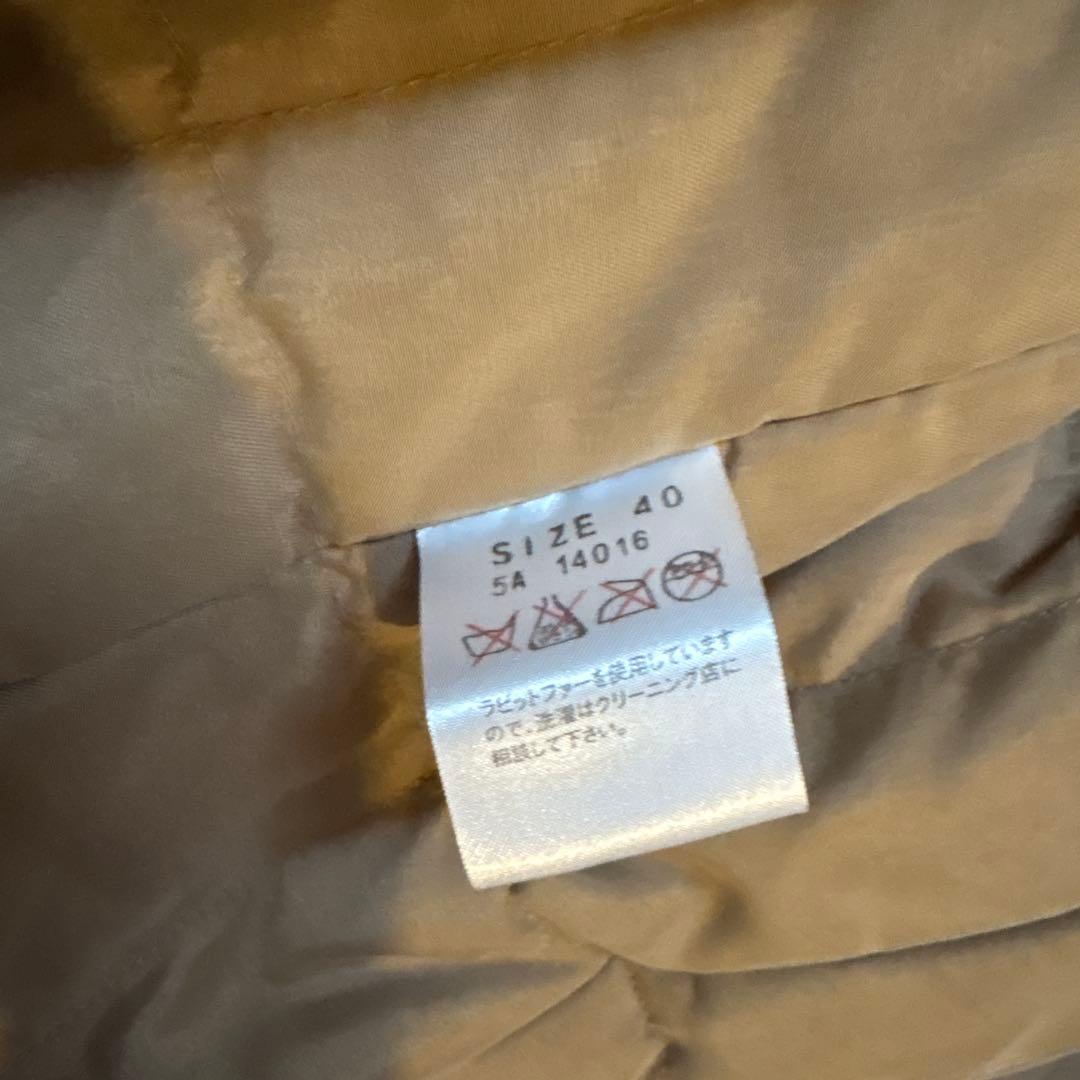 SIZE 40
5A 14016
ラビットファーを使用しています
ので、洗濯はクリーニング店に
相談して下さい。